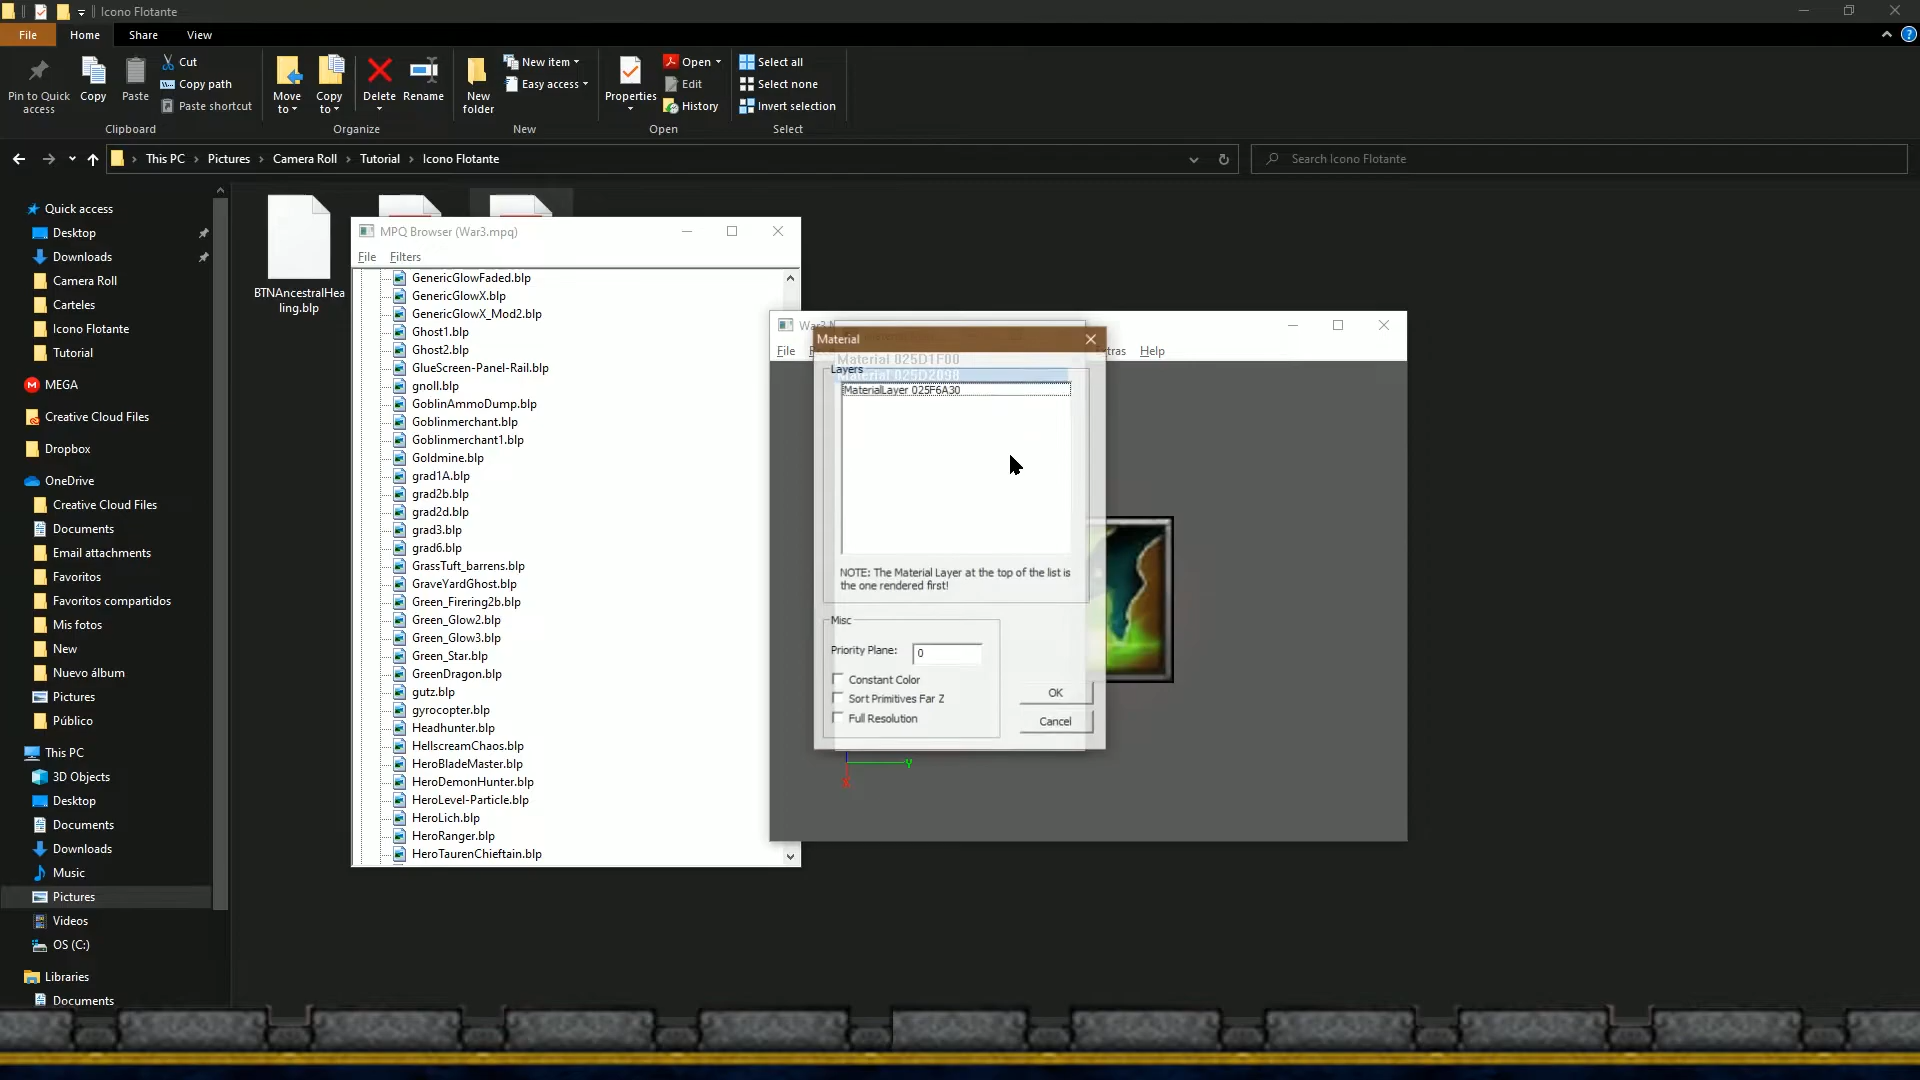 Icono Flotante
File
Home
Share
View
Pin to Quick
access
Copy
Paste
Cut
Copy path
Paste shortcut
Clipboard
Move
to
Copy
to
Delete
Rename
Organize
New
folder
New item
Easy access
New
Properties
Open
Edit
History
Open
Select all
Select none
Invert selection
Select
This PC
Pictures
Camera Roll
Tutorial
Icono Flotante
Search Icono Flotante
Quick access
Desktop
Downloads
Camera Roll
Carteles
Icono Flotante
Tutorial
MEGA
Creative Cloud Files
Dropbox
OneDrive
Creative Cloud Files
Documents
Email attachments
Favoritos
Favoritos compartidos
Mis fotos
New
Nuevo álbum
Pictures
Público
This PC
3D Objects
Desktop
Documents
Downloads
Music
Pictures
Videos
OS (C:)
Libraries
Documents
BTNAncestralHea
ling.blp
MPQ Browser (War3.mpq)
File
Filters
GenericGlowFaded.blp
GenericGlowX.blp
GenericGlowX_Mod2.blp
Ghost1.blp
Ghost2.blp
GlueScreen-Panel-Rail.blp
gnoll.blp
GoblinAmmoDump.blp
Goblinmerchant.blp
Goblinmerchant1.blp
Goldmine.blp
grad1A.blp
grad2b.blp
grad2d.blp
grad3.blp
grad6.blp
GrassTuft_barrens.blp
GraveYardGhost.blp
Green_Firering2b.blp
Green_Glow2.blp
Green_Glow3.blp
Green_Star.blp
GreenDragon.blp
gutz.blp
gyrocopter.blp
Headhunter.blp
HellscreamChaos.blp
HeroBladeMaster.blp
HeroDemonHunter.blp
HeroLevel-Particle.blp
HeroLich.blp
HeroRanger.blp
HeroTaurenChieftain.blp
War3
File
Help
Material
Material 025D1F00
Material 025D2098
Layers
MaterialLayer 025F6A30
NOTE: The Material Layer at the top of the list is
the one rendered first!
Misc
Priority Plane:
0
Constant Color
Sort Primitives Far Z
Full Resolution
OK
Cancel
Y